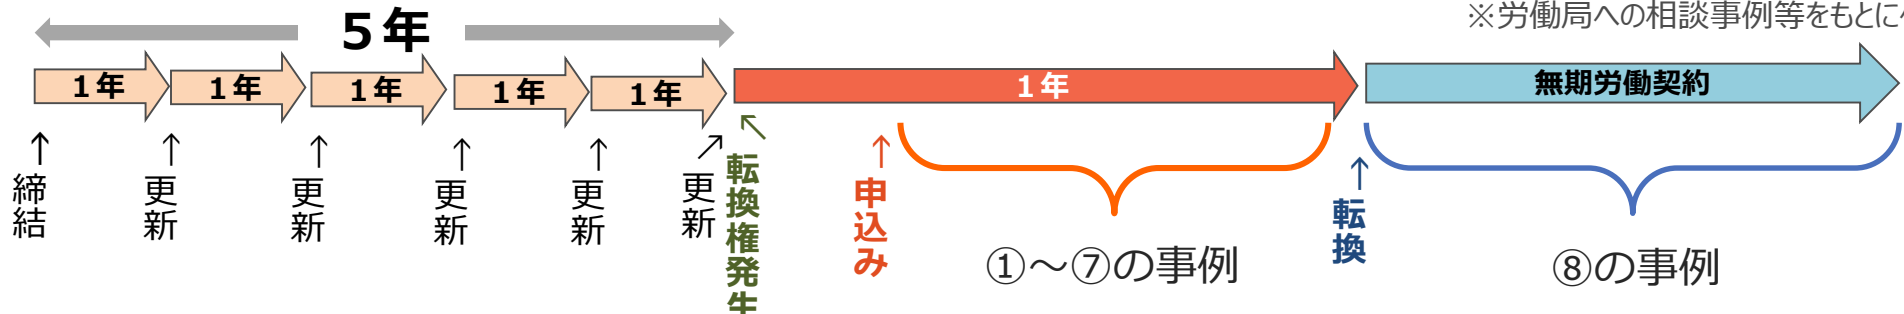 ※労働局への相談事例等をもとに
5年
1年
1年
1年
1年
1年
1年
無期労働契約
↑
締結
↑
更新
↑
更新
↑
更新
↑
更新
↗
更新
↖
転換権発生
↑
申込み
①～⑦の事例
↑
転換
⑧の事例